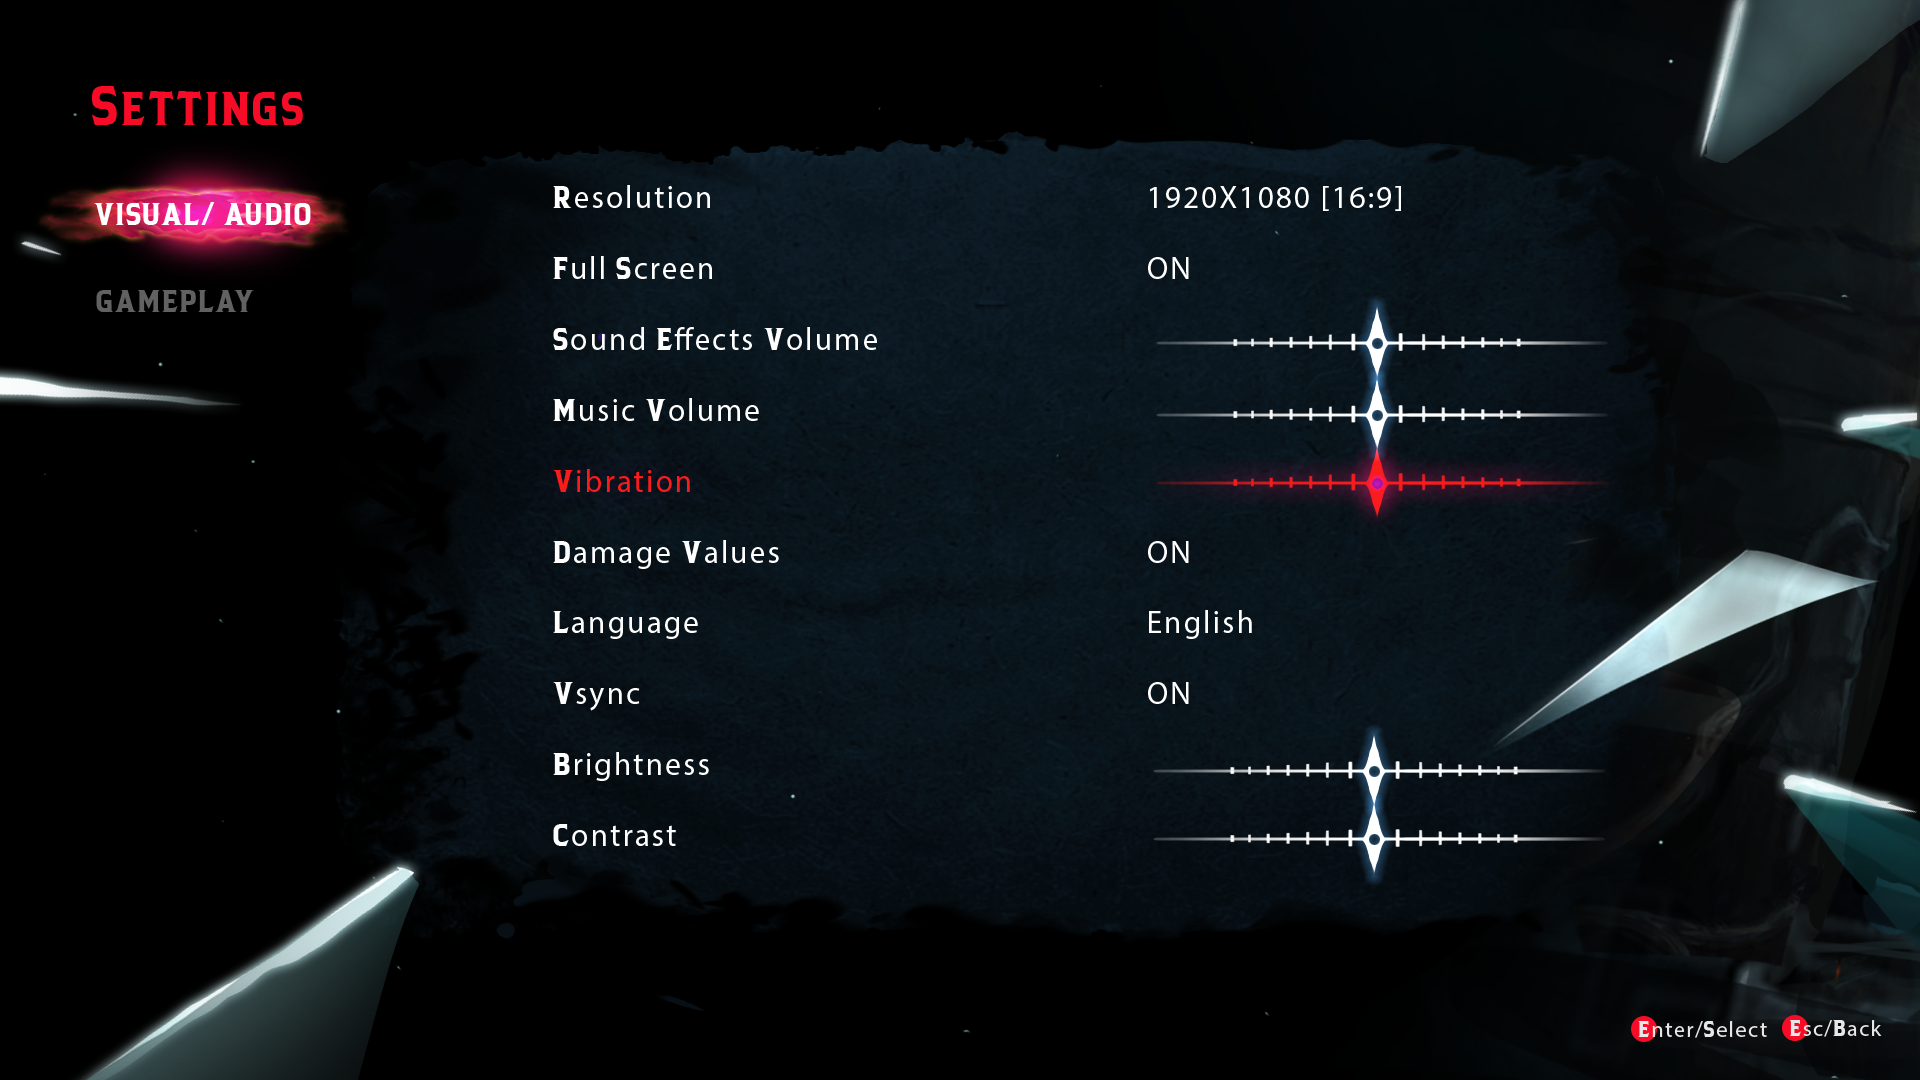 SETTINGS
VISUAL/ AUDIO
GAMEPLAY
Resolution 1920X1080 [16:9]
Full Screen ON
Sound Effects Volume
Music Volume
Vibration
Damage Values ON
Language English
Vsync ON
Brightness
Contrast
Enter/Select Esc/Back